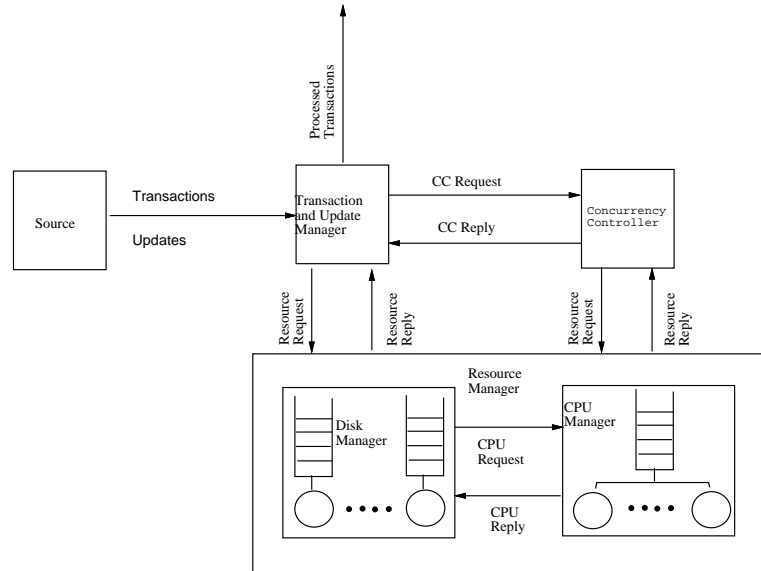 Processed
Transactions
Source
Transactions
Updates
Transaction
and Update
Manager
CC Request
CC Reply
Concurrency
Controller
Resource
Request
Resource
Reply
Resource
Request
Resource
Reply
Resource
Manager
Disk
Manager
CPU
Request
CPU
Reply
CPU
Manager